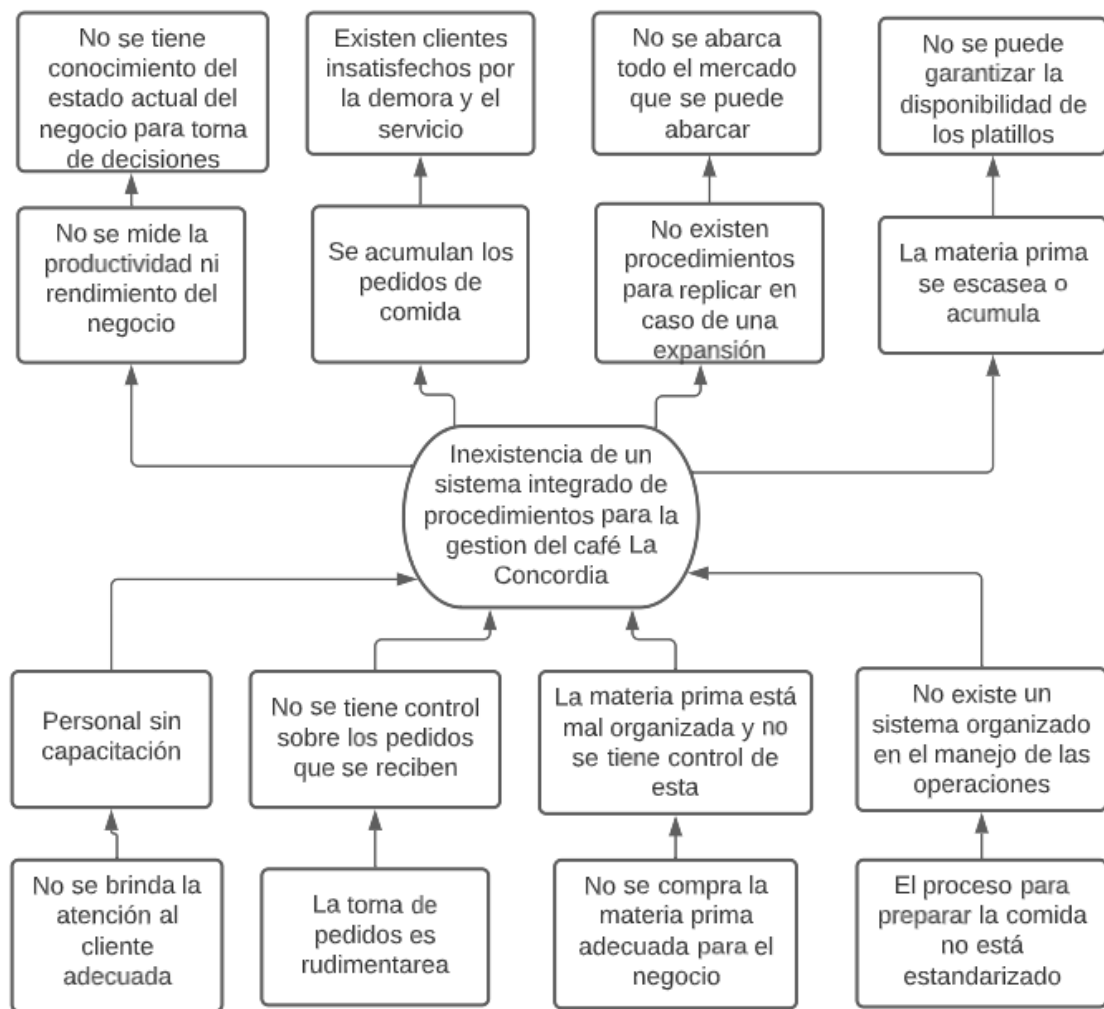 No se tiene
conocimiento del
estado actual del
negocio para toma
de decisiones
Existen clientes
insatisfechos por
la demora y el
servicio
No se abarca
todo el mercado
que se puede
abarcar
No se puede
garantizar la
disponibilidad de
los platillos
No se mide la
productividad ni
rendimiento del
negocio
Se acumulan los
pedidos de
comida
No existen
procedimientos
para replicar en
caso de una
expansión
La materia prima
se escasea o
acumula
Inexistencia de un
sistema integrado de
procedimientos para la
gestion del café La
Concordia
Personal sin
capacitación
No se tiene control
sobre los pedidos
que se reciben
La materia prima está
mal organizada y no
se tiene control de
esta
No existe un
sistema organizado
en el manejo de las
operaciones
No se brinda la
atención al
cliente
adecuada
La toma de
pedidos es
rudimentarea
No se compra la
materia prima
adecuada para el
negocio
El proceso para
preparar la comida
no está
estandarizado